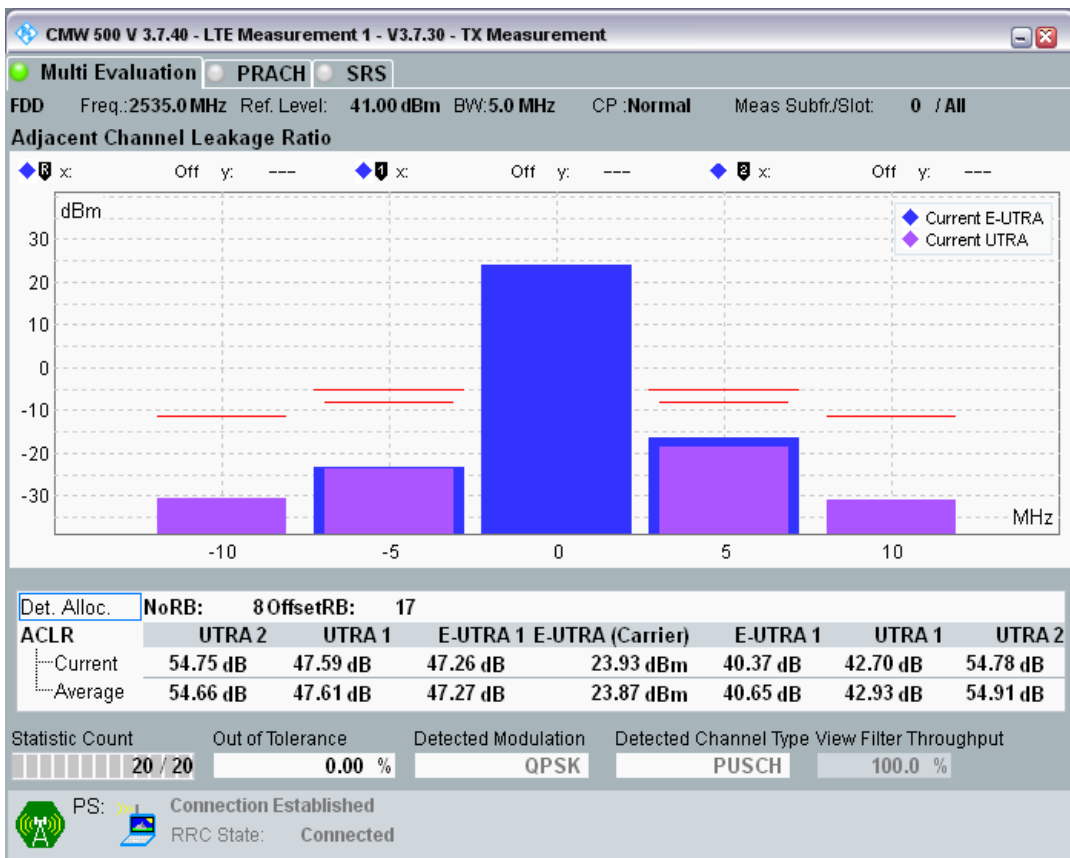 CMW 500 V 3.7.40 - LTE Measurement 1 - V3.7.30 - TX Measurement
Multi Evaluation PRACH SRS
FDD Freq.:2535.0 MHz Ref. Level: 41.00 dBm BW:5.0 MHz CP :Normal Meas Subfr./Slot: 0 / All
Adjacent Channel Leakage Ratio
R x: Off y: --- 1 x: Off y: --- 2 x: Off y: ---
dBm
Current E-UTRA
Current UTRA
30
20
10
0
-10
-20
-30
MHz
-10 -5 0 5 10
Det. Alloc. NoRB: 8 OffsetRB: 17
ACLR UTRA 2 UTRA 1 E-UTRA 1 E-UTRA (Carrier) E-UTRA 1 UTRA 1 UTRA 2
Current 54.75 dB 47.59 dB 47.26 dB 23.93 dBm 40.37 dB 42.70 dB 54.78 dB
Average 54.66 dB 47.61 dB 47.27 dB 23.87 dBm 40.65 dB 42.93 dB 54.91 dB
Statistic Count Out of Tolerance Detected Modulation Detected Channel Type View Filter Throughput
20 / 20 0.00 % QPSK PUSCH 100.0 %
PS: Connection Established
RRC State: Connected